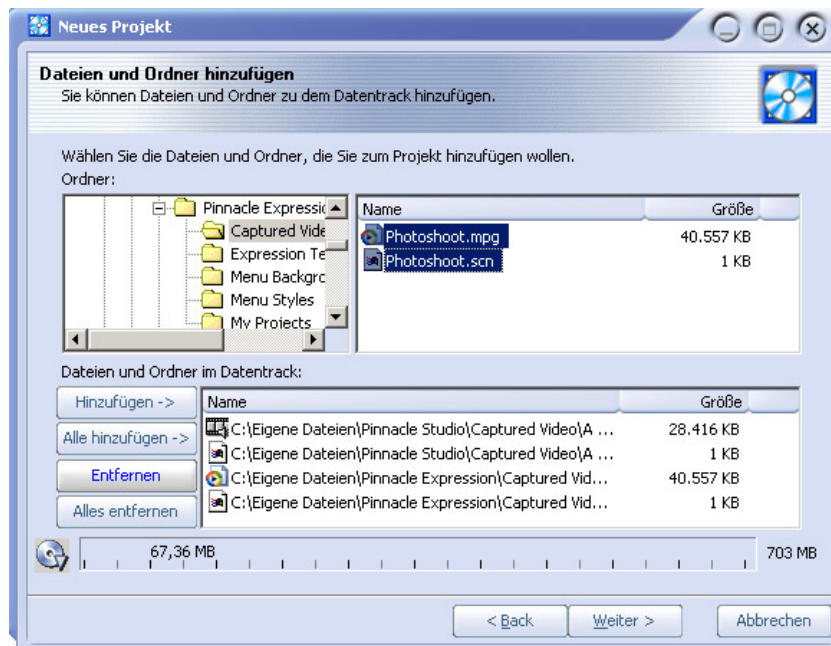 Neues Projekt
Dateien und Ordner hinzufügen
Sie können Dateien und Ordner zu dem Datentrack hinzufügen.
Wählen Sie die Dateien und Ordner, die Sie zum Projekt hinzufügen wollen.
Ordner:
Pinnacle Expressic
Captured Vide
Expression Te
Menu Backgrc
Menu Styles
My Projects
Name Größe
Photoshoot.mpg 40.557 KB
Photoshoot.scn 1 KB
Dateien und Ordner im Datentrack:
Hinzufügen ->
Alle hinzufügen ->
Entfernen
Alles entfernen
Name Größe
C:\Eigene Dateien\Pinnacle Studio\Captured Video\A ... 28.416 KB
C:\Eigene Dateien\Pinnacle Studio\Captured Video\A ... 1 KB
C:\Eigene Dateien\Pinnacle Expression\Captured Vid... 40.557 KB
C:\Eigene Dateien\Pinnacle Expression\Captured Vid... 1 KB
67,36 MB 703 MB
< Back Weiter > Abbrechen